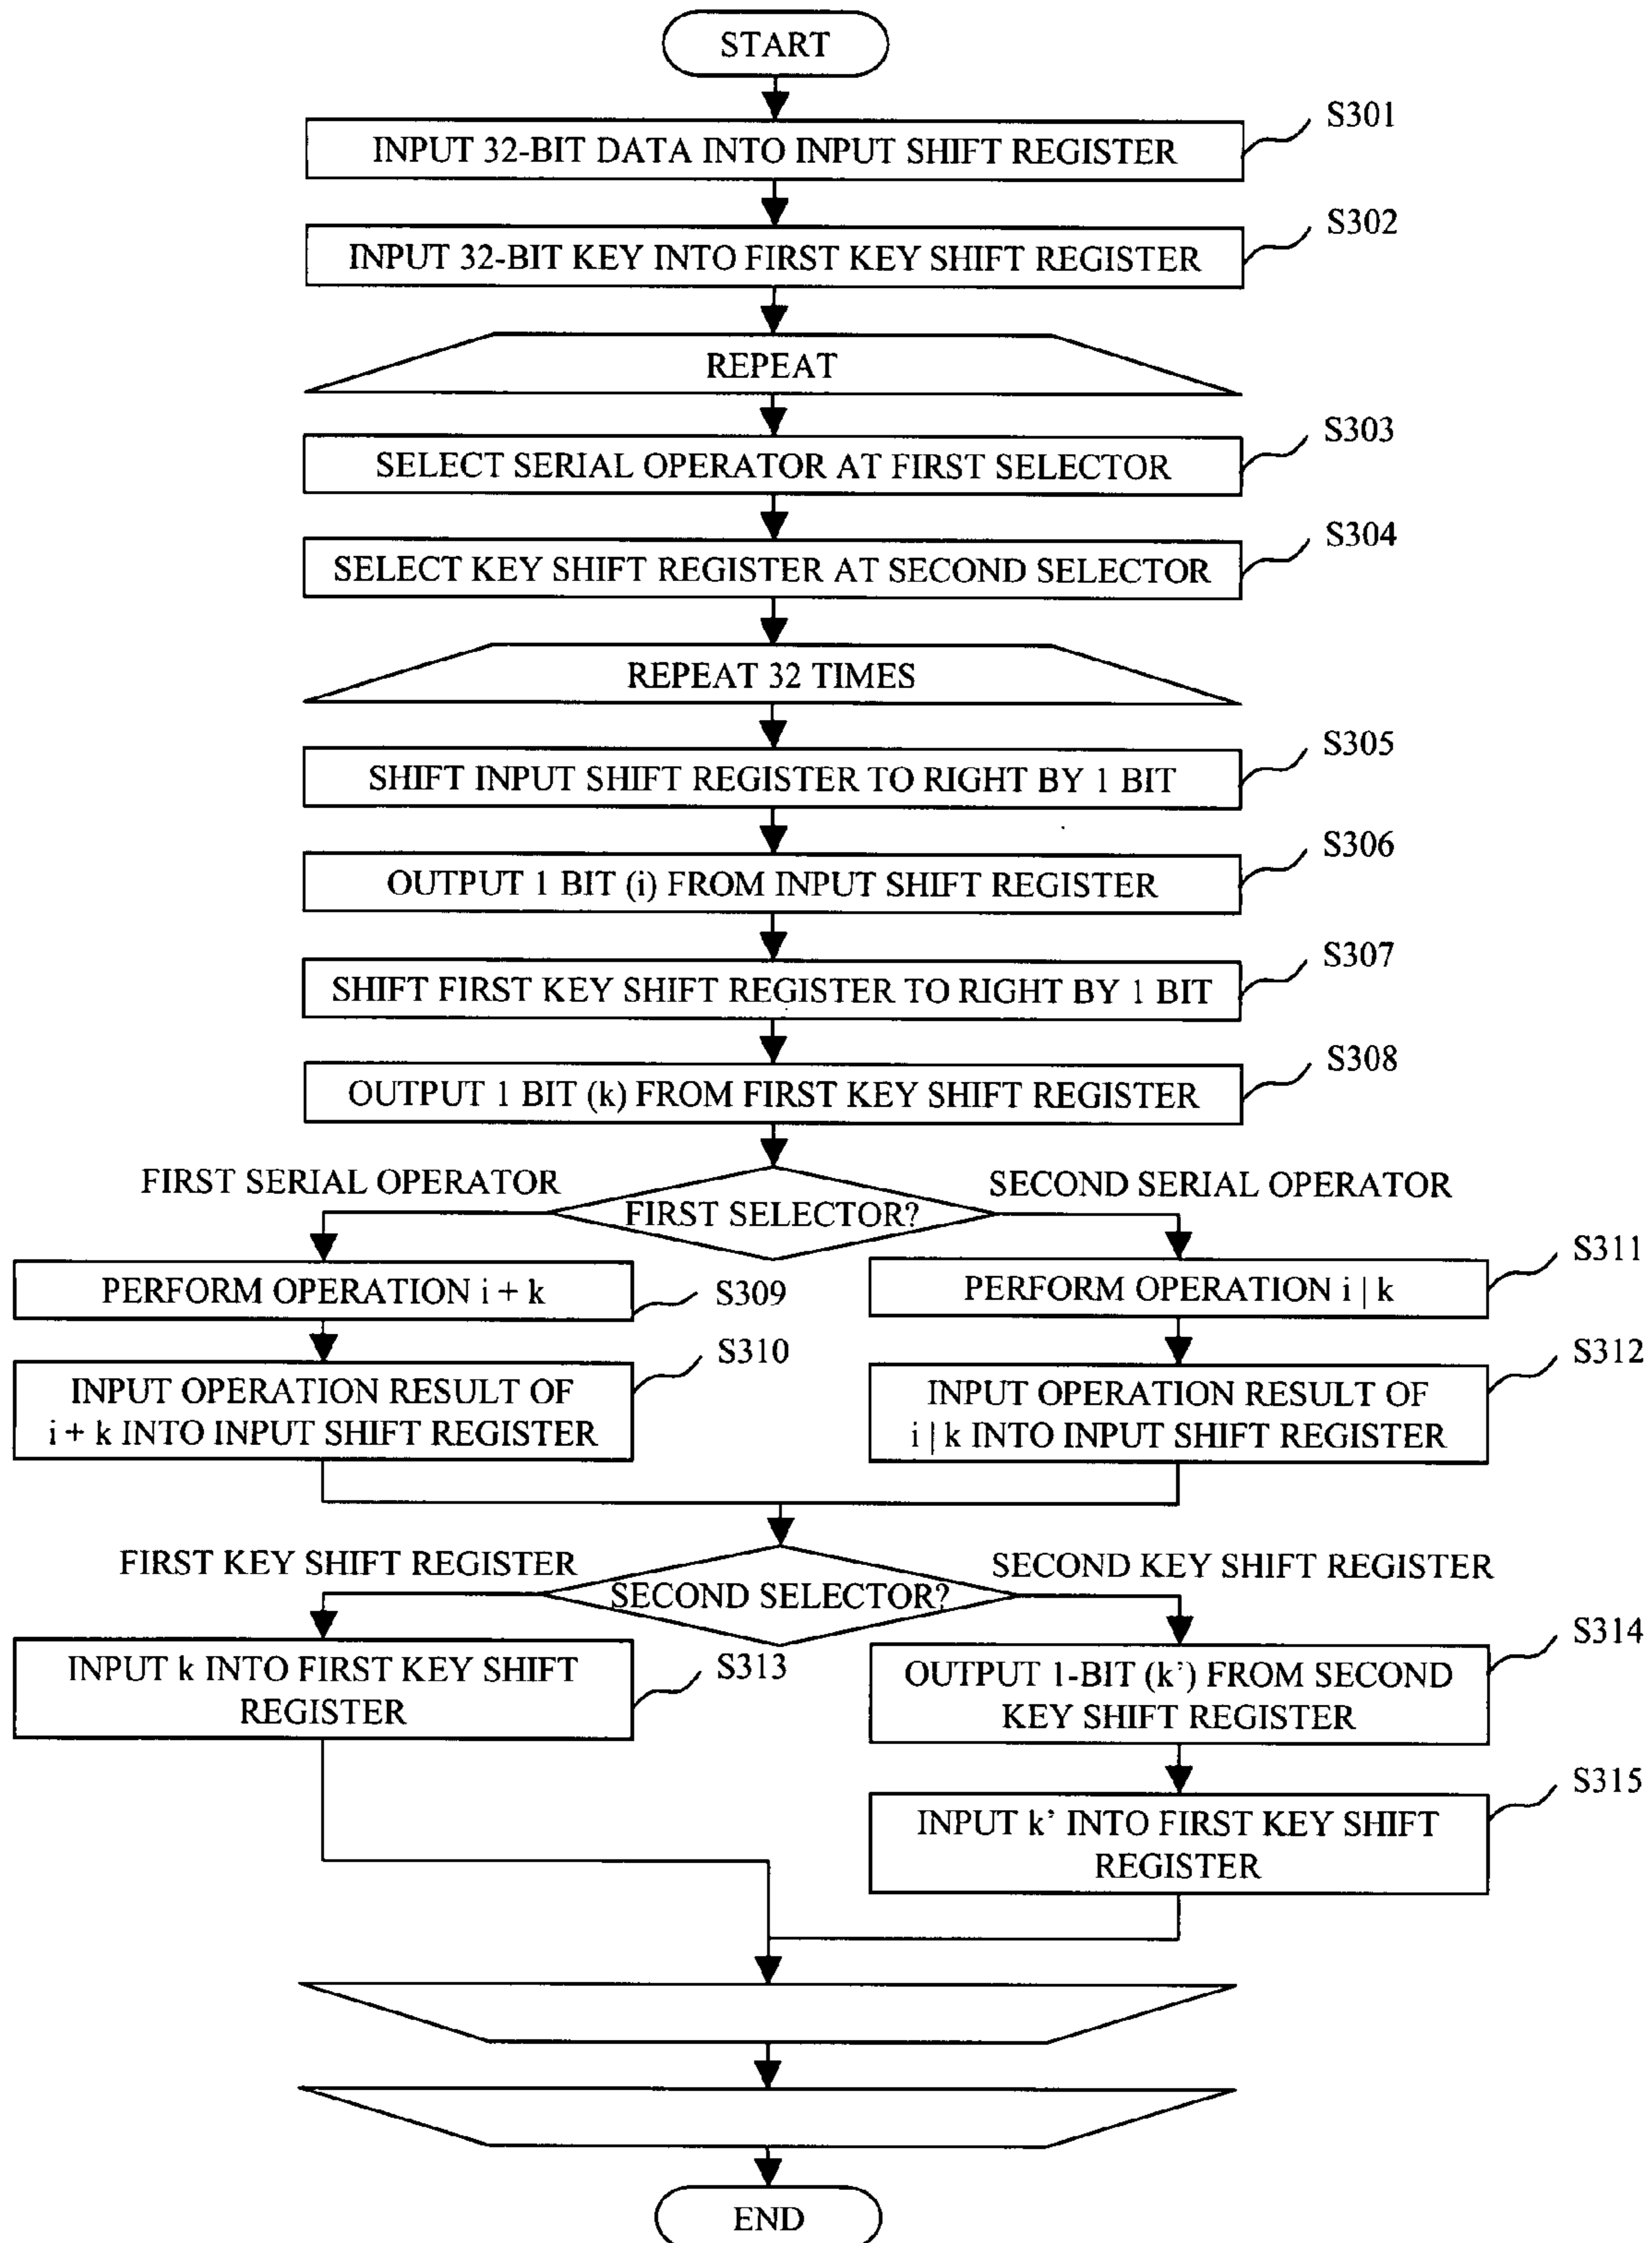 START
INPUT 32-BIT DATA INTO INPUT SHIFT REGISTER
S301
INPUT 32-BIT KEY INTO FIRST KEY SHIFT REGISTER
S302
REPEAT
SELECT SERIAL OPERATOR AT FIRST SELECTOR
S303
SELECT KEY SHIFT REGISTER AT SECOND SELECTOR
S304
REPEAT 32 TIMES
SHIFT INPUT SHIFT REGISTER TO RIGHT BY 1 BIT
S305
OUTPUT 1 BIT (i) FROM INPUT SHIFT REGISTER
S306
SHIFT FIRST KEY SHIFT REGISTER TO RIGHT BY 1 BIT
S307
OUTPUT 1 BIT (k) FROM FIRST KEY SHIFT REGISTER
S308
FIRST SERIAL OPERATOR
FIRST SELECTOR?
SECOND SERIAL OPERATOR
PERFORM OPERATION i + k
S309
INPUT OPERATION RESULT OF
i + k INTO INPUT SHIFT REGISTER
S310
PERFORM OPERATION i | k
S311
INPUT OPERATION RESULT OF
i | k INTO INPUT SHIFT REGISTER
S312
FIRST KEY SHIFT REGISTER
SECOND SELECTOR?
SECOND KEY SHIFT REGISTER
INPUT k INTO FIRST KEY SHIFT
REGISTER
S313
OUTPUT 1-BIT (k’) FROM SECOND
KEY SHIFT REGISTER
S314
INPUT k’ INTO FIRST KEY SHIFT
REGISTER
S315
END